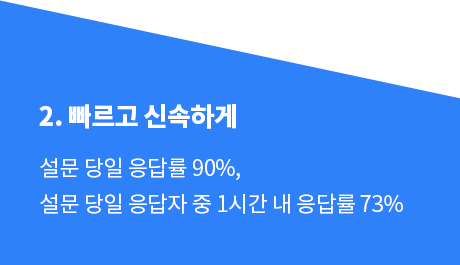 2. 빠르고 신속하게
설문 당일 응답률 90%,
설문 당일 응답자 중 1시간 내 응답률 73%